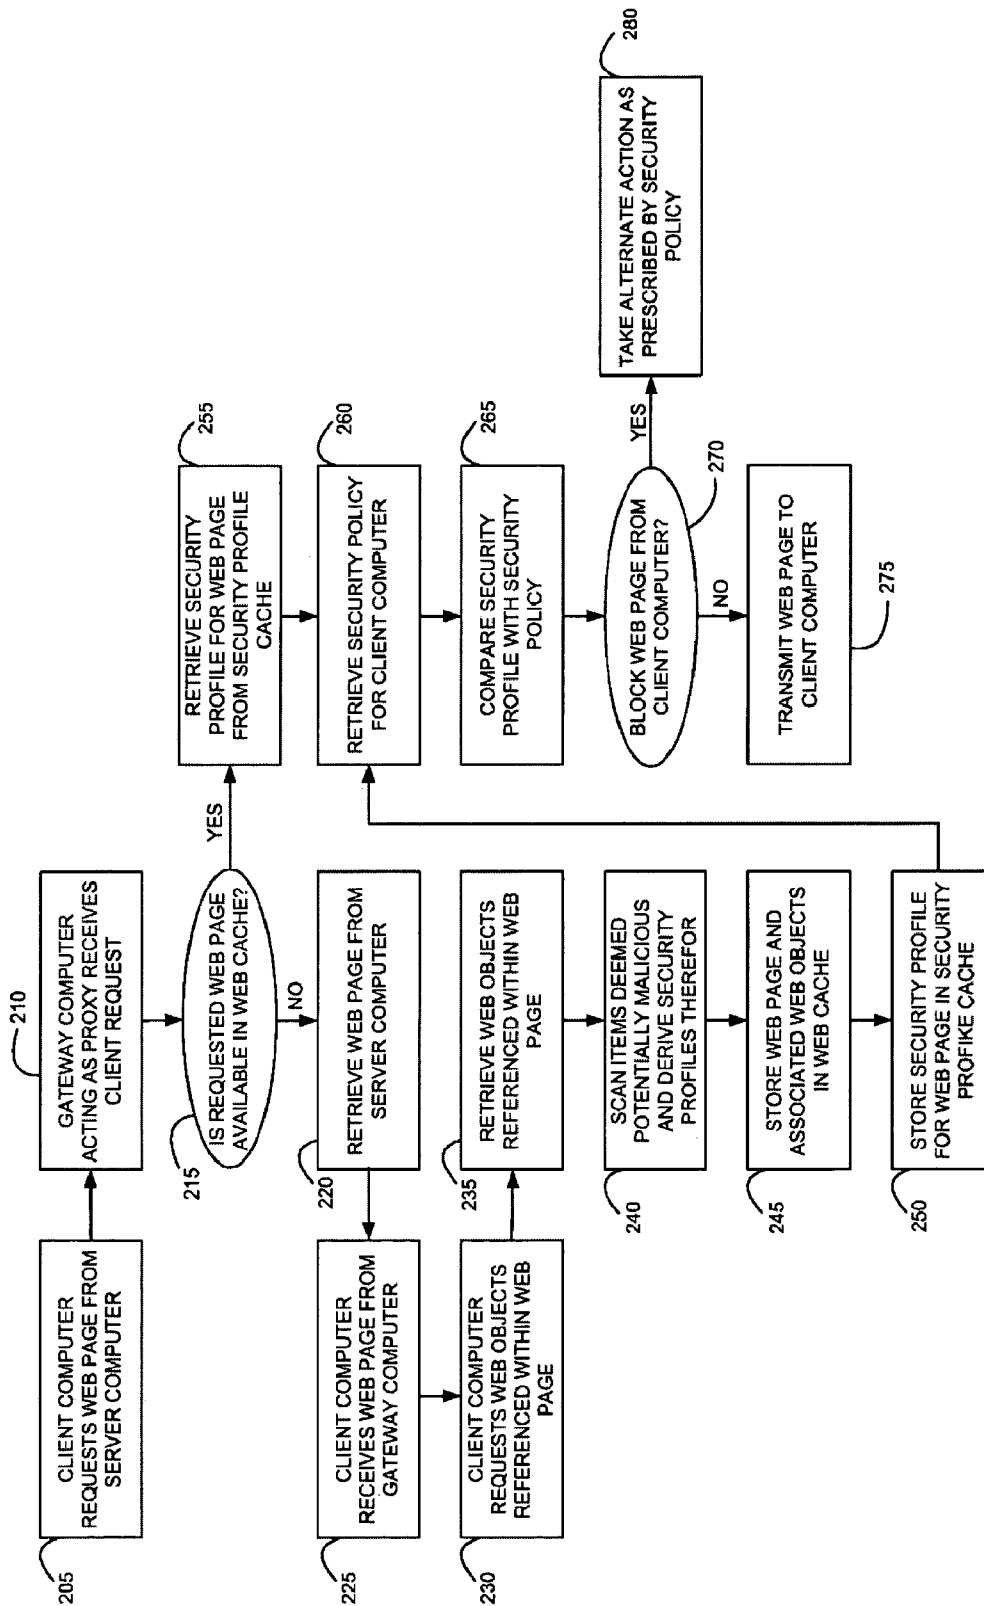 205
CLIENT COMPUTER
REQUESTS WEB PAGE FROM
SERVER COMPUTER
210
GATEWAY COMPUTER
ACTING AS PROXY RECEIVES
CLIENT REQUEST
215
IS REQUESTED WEB PAGE
AVAILABLE IN WEB CACHE?
YES
NO
220
RETRIEVE WEB PAGE FROM
SERVER COMPUTER
225
CLIENT COMPUTER
RECEIVES WEB PAGE FROM
GATEWAY COMPUTER
230
CLIENT COMPUTER
REQUESTS WEB OBJECTS
REFERENCED WITHIN WEB
PAGE
235
RETRIEVE WEB OBJECTS
REFERENCED WITHIN WEB
PAGE
240
SCAN ITEMS DEEMED
POTENTIALLY MALICIOUS
AND DERIVE SECURITY
PROFILES THEREFOR
245
STORE WEB PAGE AND
ASSOCIATED WEB OBJECTS
IN WEB CACHE
250
STORE SECURITY PROFILE
FOR WEB PAGE IN SECURITY
PROFIKE CACHE
255
RETRIEVE SECURITY
PROFILE FOR WEB PAGE
FROM SECURITY PROFILE
CACHE
260
RETRIEVE SECURITY POLICY
FOR CLIENT COMPUTER
265
COMPARE SECURITY
PROFILE WITH SECURITY
POLICY
270
BLOCK WEB PAGE FROM
CLIENT COMPUTER?
YES
NO
275
TRANSMIT WEB PAGE TO
CLIENT COMPUTER
280
TAKE ALTERNATE ACTION AS
PRESCRIBED BY SECURITY
POLICY